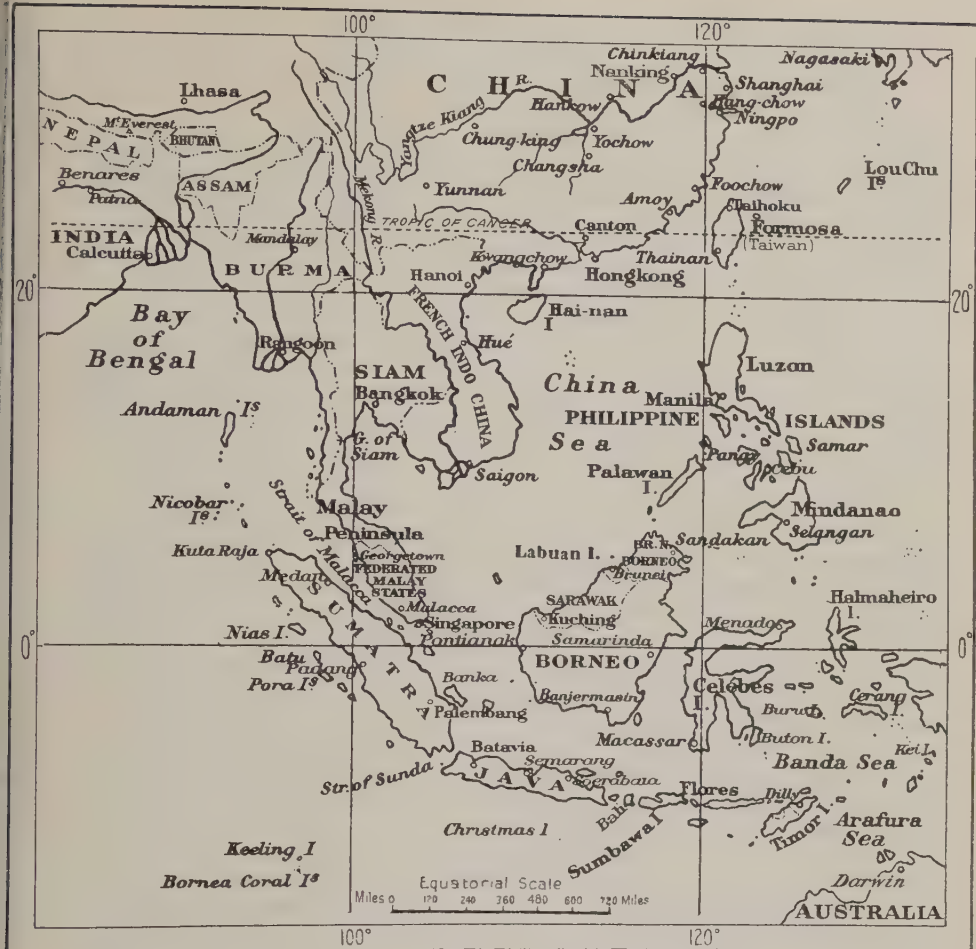 100°
120°
Chinkiang
Nagasaki
C H I N A
R.
Nanking
Shanghai
Lhasa
Hankow
Hang-chow
Ningpo
Yangtze Kiang
NEPAL
Mt Everest
BHUTAN
Chung-king
Yochow
Changsha
Lou Chu
Is
Benares
ASSAM
Mekong R.
Yunnan
Foochow
Patna
Amoy
Taihoku
TROPIC OF CANCER
Canton
Formosa
(Taiwan)
INDIA
Mandalay
Calcutta
Kwangchow
Thainan
BURMA
Hanoi
Hongkong
20°
20°
FRENCH INDO CHINA
Hai-nan
I
Bay
of
Bengal
Rangoon
Hué
Luzon
SIAM
China
Sea
Bangkok
Manila
Andaman Is
PHILIPPINE
ISLANDS
G. of
Siam
Samar
Panay
Saigon
Palawan
I.
Cebu
Nicobar
Is
Malay
Peninsula
Mindanao
Strait of Malacca
Selangan
Sandakan
Kuta Raja
Georgetown
Labuan I.
BR. N.
BORNEO
FEDERATED
MALAY
STATES
Brunei
Medan
Halmaheiro
I.
SUMATRA
Malacca
SARAWAK
Singapore
Kuching
Menados
Nias I.
Pontianak
Samarinda
0°
0°
Batu
Padang
BORNEO
Pora Is
Banka
Celebes
I.
Cerang
I.
Banjermasin
Buru I.
Palembang
Macassar
Buton I.
Kei I.
Batavia
Semarang
Banda Sea
Str. of Sunda
JAVA
Soerabata
Flores
Dilly
Bali
Timor I.
Arafura
Sea
Christmas I
Sumbawa I
Keeling I
Bornea Coral Is
Darwin
Equatorial Scale
Miles 0 120 240 360 480 600 720 Miles
AUSTRALIA
100°
120°